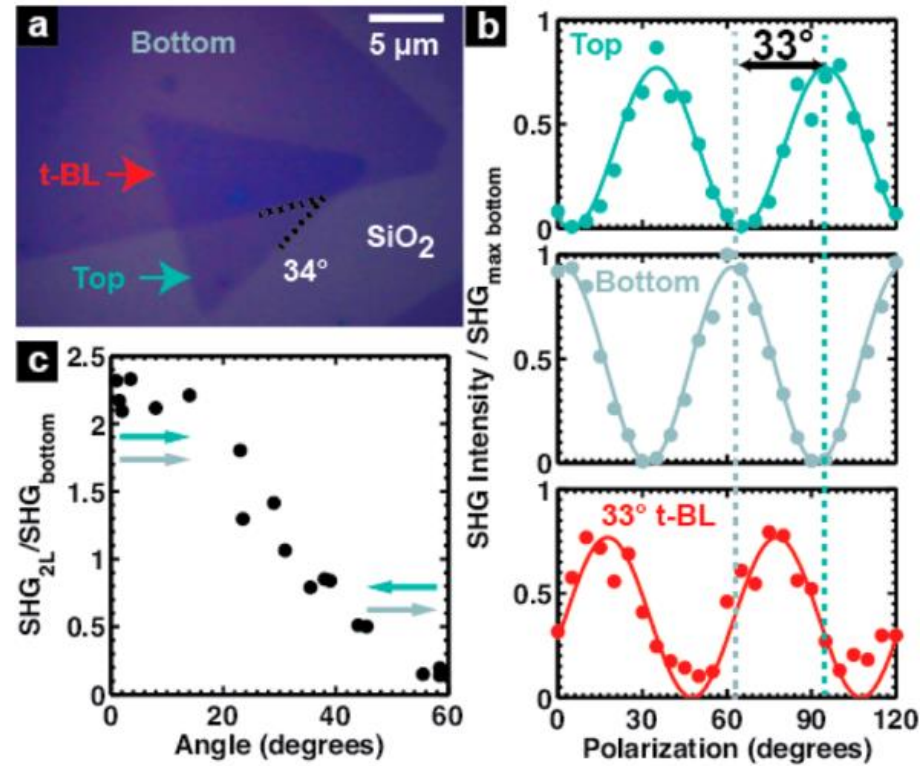 a
Bottom
5 μm
t-BL
SiO2
Top
34°
b
SHG Intensity / SHGmax bottom
1
0.5
0
Top
33°
1
0.5
0
Bottom
1
0.5
0
33° t-BL
0 30 60 90 120
Polarization (degrees)
c
SHG2L/SHGbottom
2.5
2
1.5
1
0.5
0
0 20 40 60
Angle (degrees)